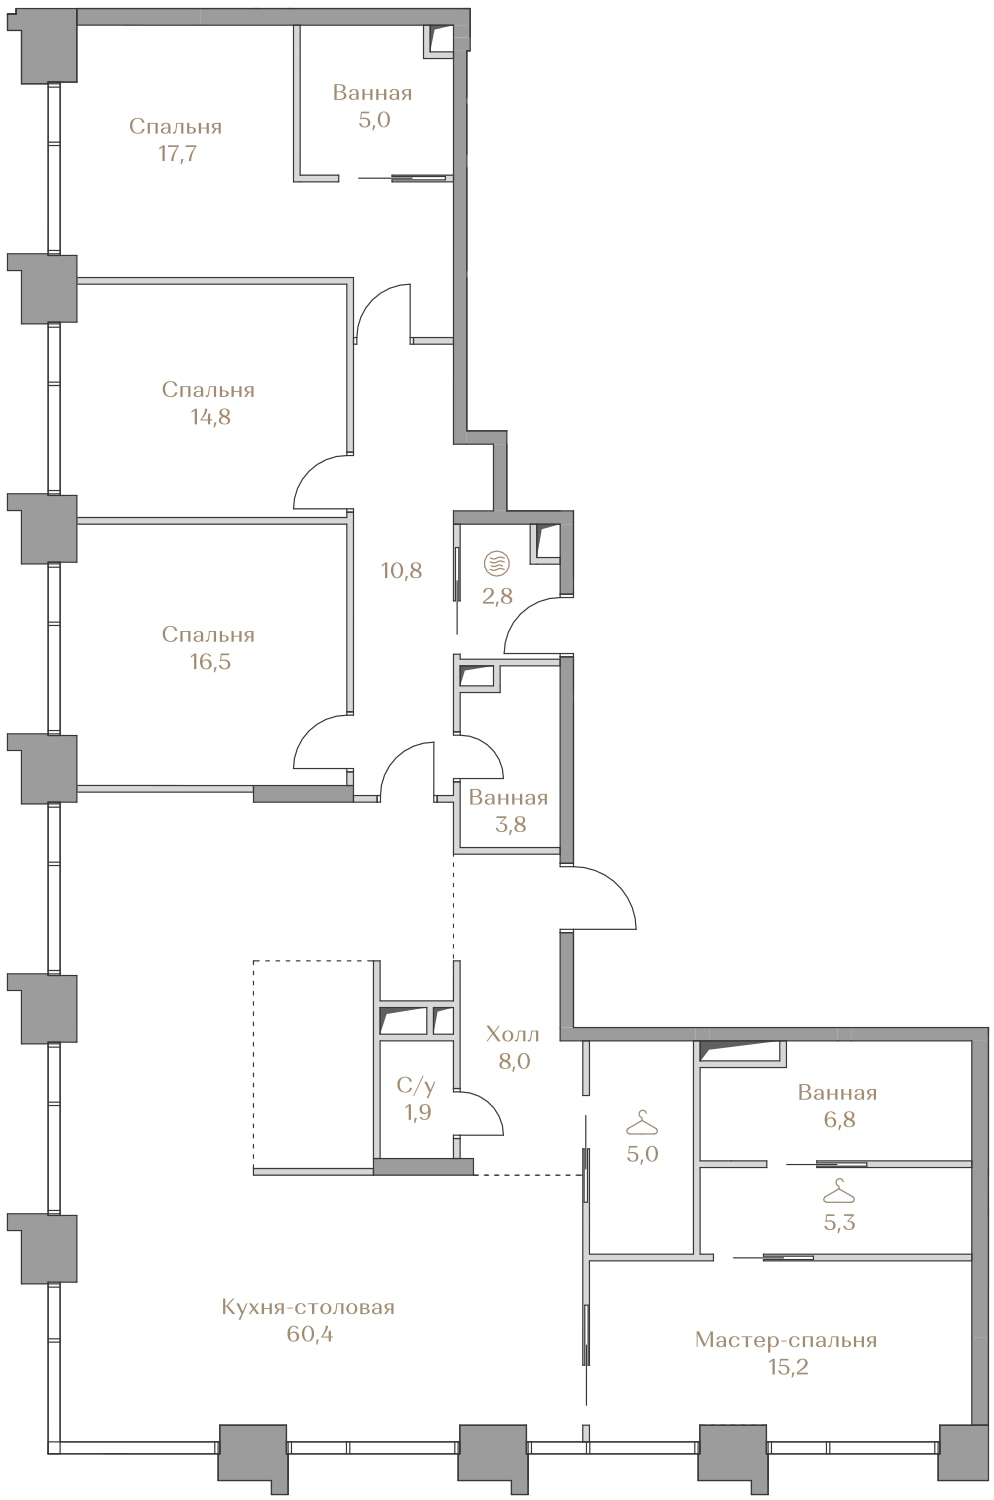 Ванная
5,0
Спальня
17,7
Спальня
14,8
10,8
2,8
Спальня
16,5
Ванная
3,8
Холл
8,0
С/у
1,9
5,0
Ванная
6,8
5,3
Кухня-столовая
60,4
Мастер-спальня
15,2